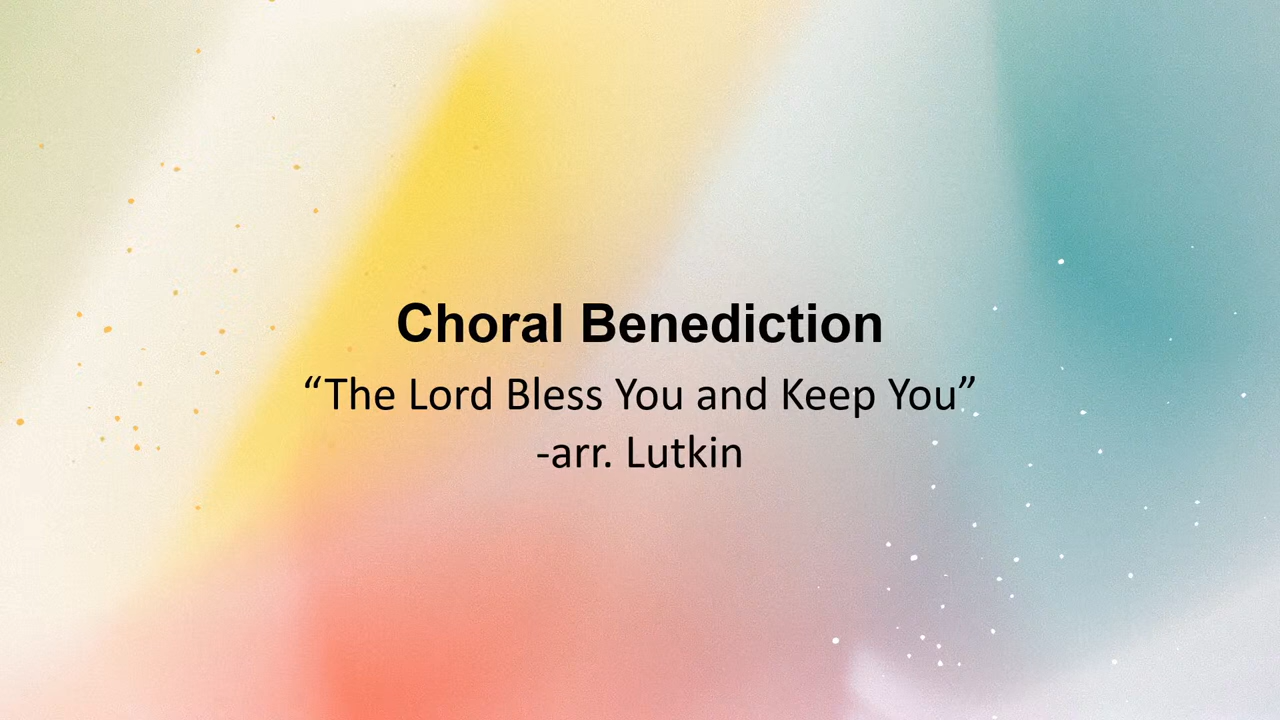 Choral Benediction
“The Lord Bless You and Keep You”
-arr. Lutkin